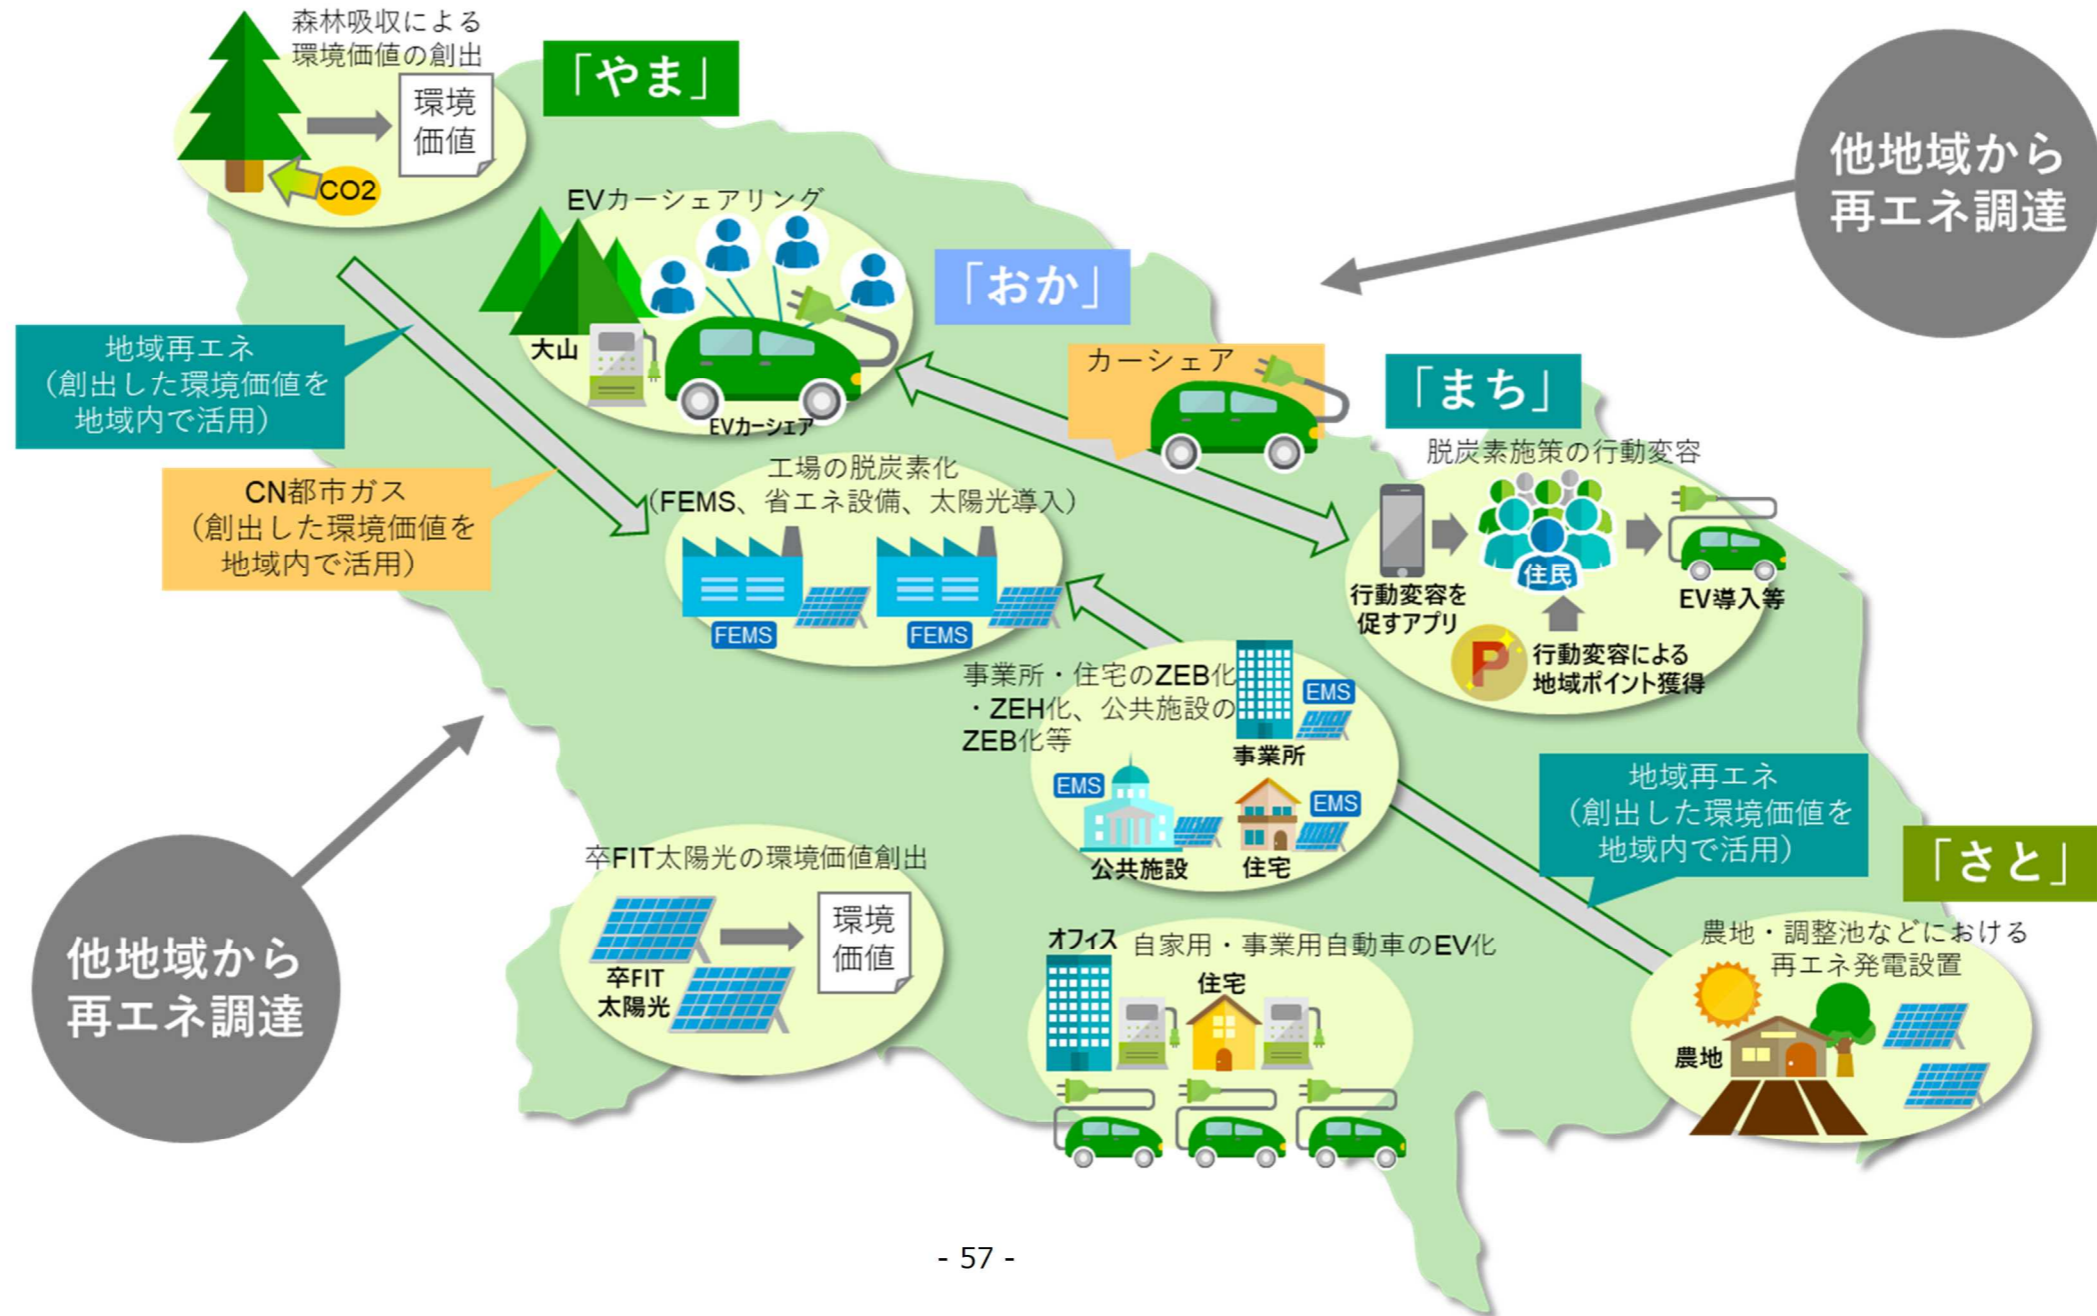 森林吸収による
環境価値の創出
環境
価値
CO2
「やま」
他地域から
再エネ調達
EVカーシェアリング
大山
EVカーシェア
「おか」
地域再エネ
（創出した環境価値を
地域内で活用）
CN都市ガス
（創出した環境価値を
地域内で活用）
カーシェア
「まち」
脱炭素施策の行動変容
住民
行動変容を
促すアプリ
EV導入等
P
行動変容による
地域ポイント獲得
工場の脱炭素化
（FEMS、省エネ設備、太陽光導入）
FEMS
FEMS
事業所・住宅のZEB化
・ZEH化、公共施設の
ZEB化等
EMS
事業所
EMS
公共施設
EMS
住宅
地域再エネ
（創出した環境価値を
地域内で活用）
「さと」
農地・調整池などにおける
再エネ発電設置
農地
他地域から
再エネ調達
卒FIT太陽光の環境価値創出
卒FIT
太陽光
環境
価値
オフィス
自家用・事業用自動車のEV化
住宅
- 57 -